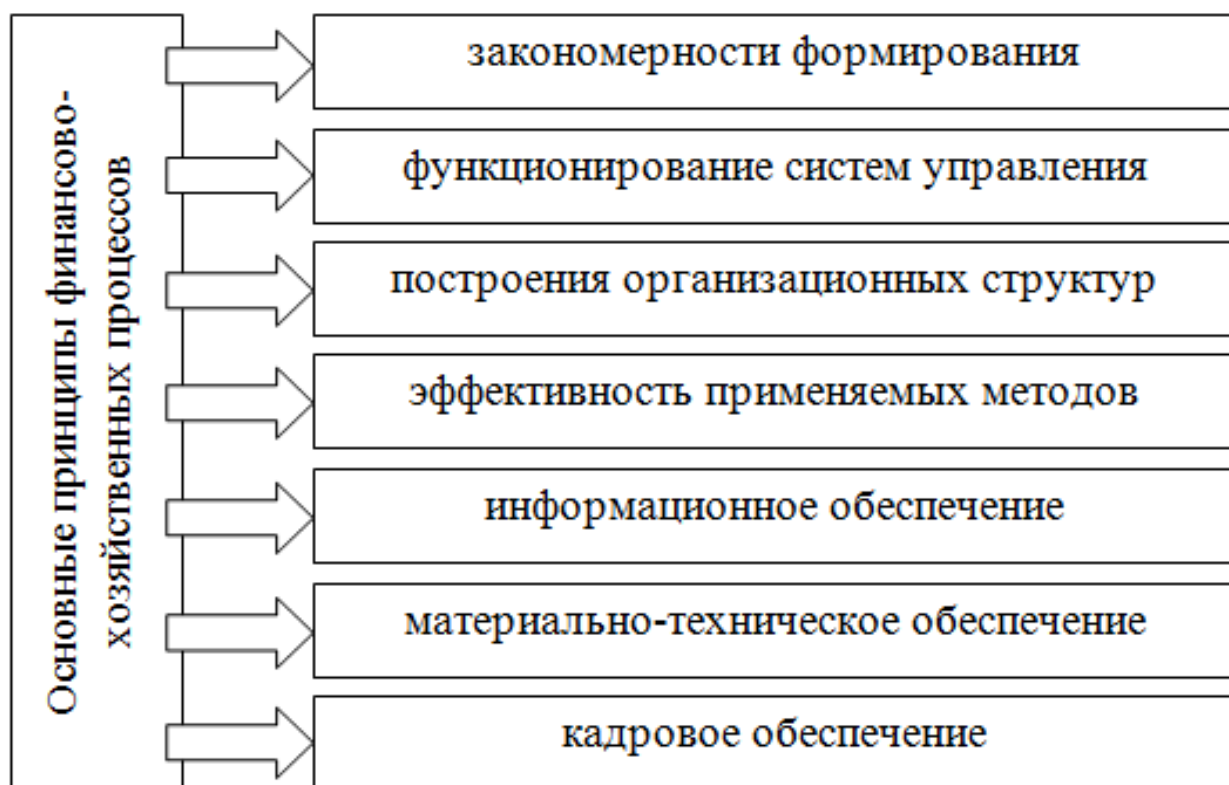 Основные принципы финансово-
хозяйственных процессов
закономерности формирования
функционирование систем управления
построения организационных структур
эффективность применяемых методов
информационное обеспечение
материально-техническое обеспечение
кадровое обеспечение